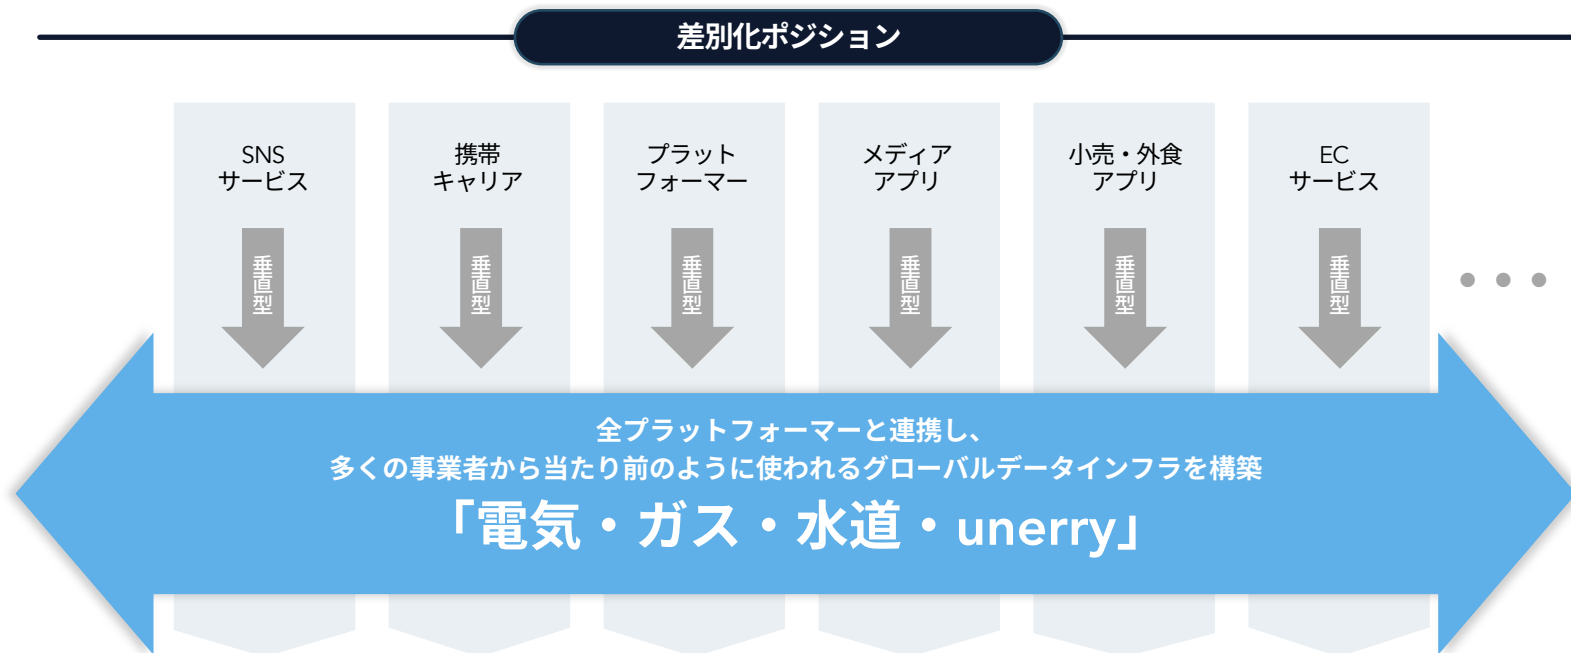 差別化ポジション
SNS
サービス
携帯
キャリア
プラット
フォーマー
メディア
アプリ
小売・外食
アプリ
EC
サービス
垂直型
垂直型
垂直型
垂直型
垂直型
垂直型
全プラットフォーマーと連携し、
多くの事業者から当たり前のように使われるグローバルデータインフラを構築
「電気・ガス・水道・unerry」